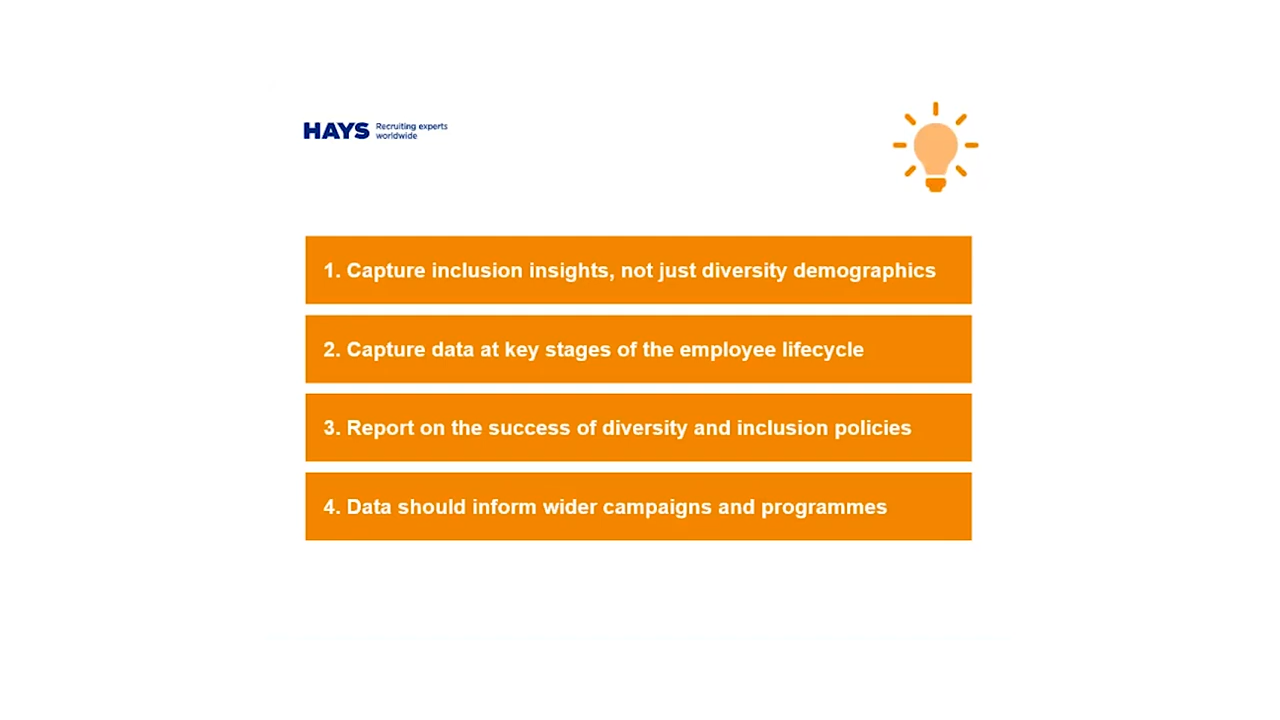 HAYS Recruiting experts
worldwide
1. Capture inclusion insights, not just diversity demographics
2. Capture data at key stages of the employee lifecycle
3. Report on the success of diversity and inclusion policies
4. Data should inform wider campaigns and programmes